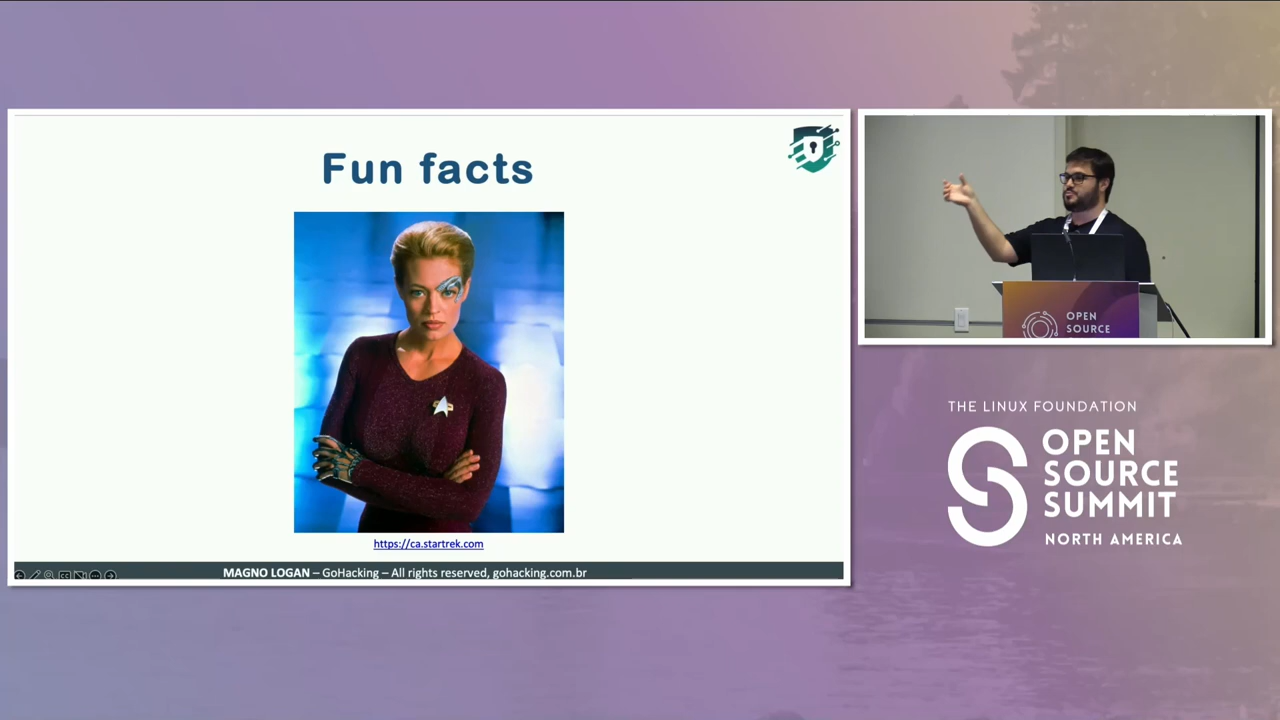 Fun facts
https://ca.startrek.com
MAGNO LOGAN – GoHacking – All rights reserved, gohacking.com.br
OPEN
SOURCE
THE LINUX FOUNDATION
OPEN
SOURCE
SUMMIT
NORTH AMERICA